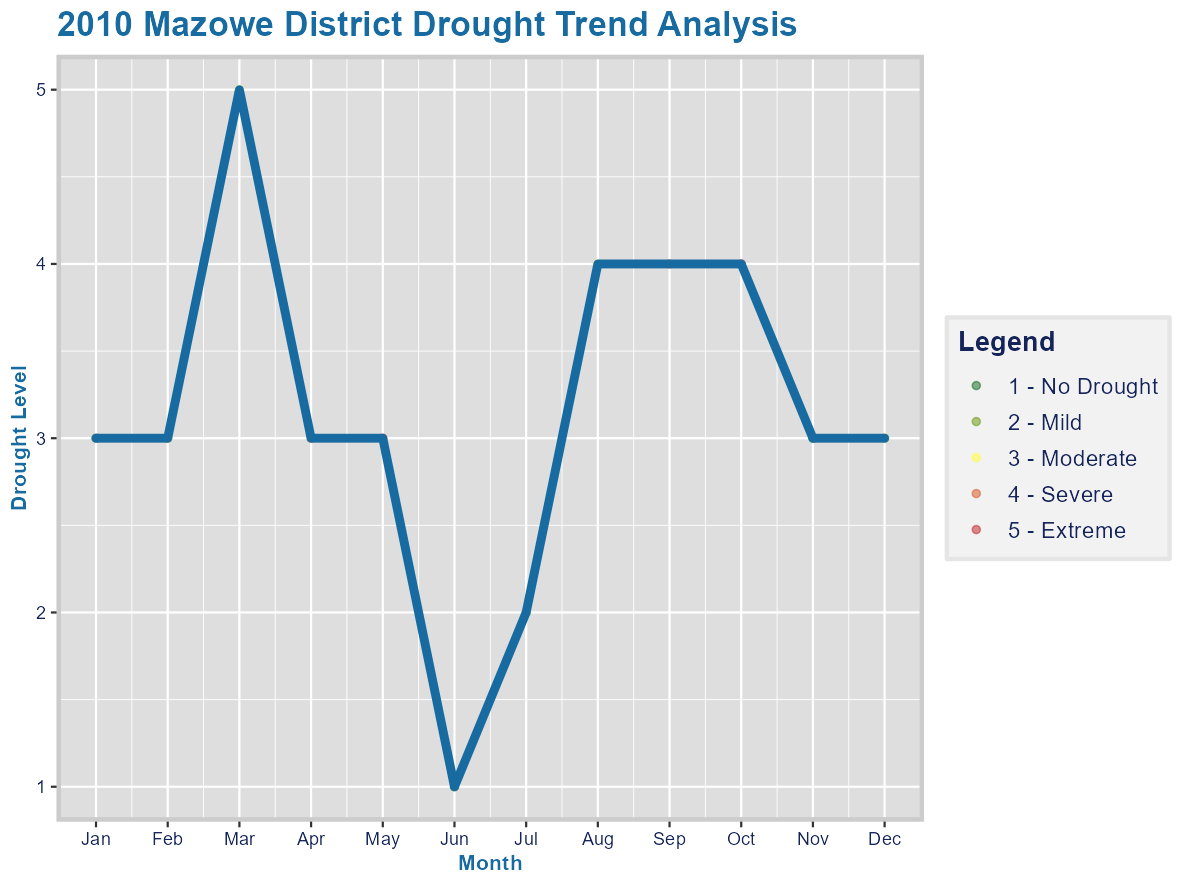 2010 Mazowe District Drought Trend Analysis
5
4
3
2
1
Drought Level
Jan Feb Mar Apr May Jun Jul Aug Sep Oct Nov Dec
Month
Legend
1 - No Drought
2 - Mild
3 - Moderate
4 - Severe
5 - Extreme